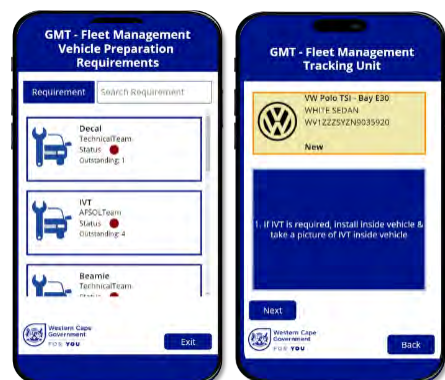 GMT - Fleet Management
Vehicle Preparation
Requirements
Requirement
Search Requirement
Decal
TechnicalTeam
Status
Outstanding: 1
IVT
AFSOLTeam
Status
Outstanding: 4
Beamie
TechnicalTeam
Status
Western Cape
Government
FOR YOU
Exit
GMT - Fleet Management
Tracking Unit
VW Polo TSI - Bay E30
WHITE SEDAN
WV1ZZZSYZN9035920
New
1. If IVT is required, install inside vehicle &
take a picture of IVT inside vehicle
Next
Western Cape
Government
FOR YOU
Back